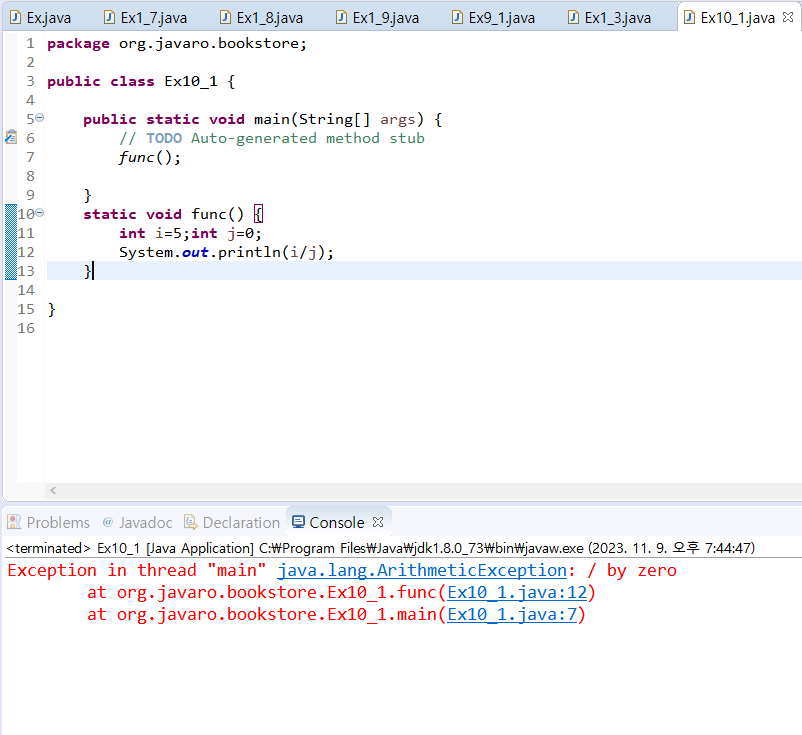 Ex.java Ex1_7.java Ex1_8.java Ex1_9.java Ex9_1.java Ex1_3.java Ex10_1.java
1 package org.javaro.bookstore;
2
3 public class Ex10_1 {
4
5 public static void main(String[] args) {
6 // TODO Auto-generated method stub
7 func();
8
9 }
10 static void func() {
11 int i=5;int j=0;
12 System.out.println(i/j);
13 }
14
15 }
16
Problems @ Javadoc Declaration Console
<terminated> Ex10_1 [Java Application] C:₩Program Files₩Java₩jdk1.8.0_73₩bin₩javaw.exe (2023. 11. 9. 오후 7:44:47)
Exception in thread "main" java.lang.ArithmeticException: / by zero
at org.javaro.bookstore.Ex10_1.func(Ex10_1.java:12)
at org.javaro.bookstore.Ex10_1.main(Ex10_1.java:7)